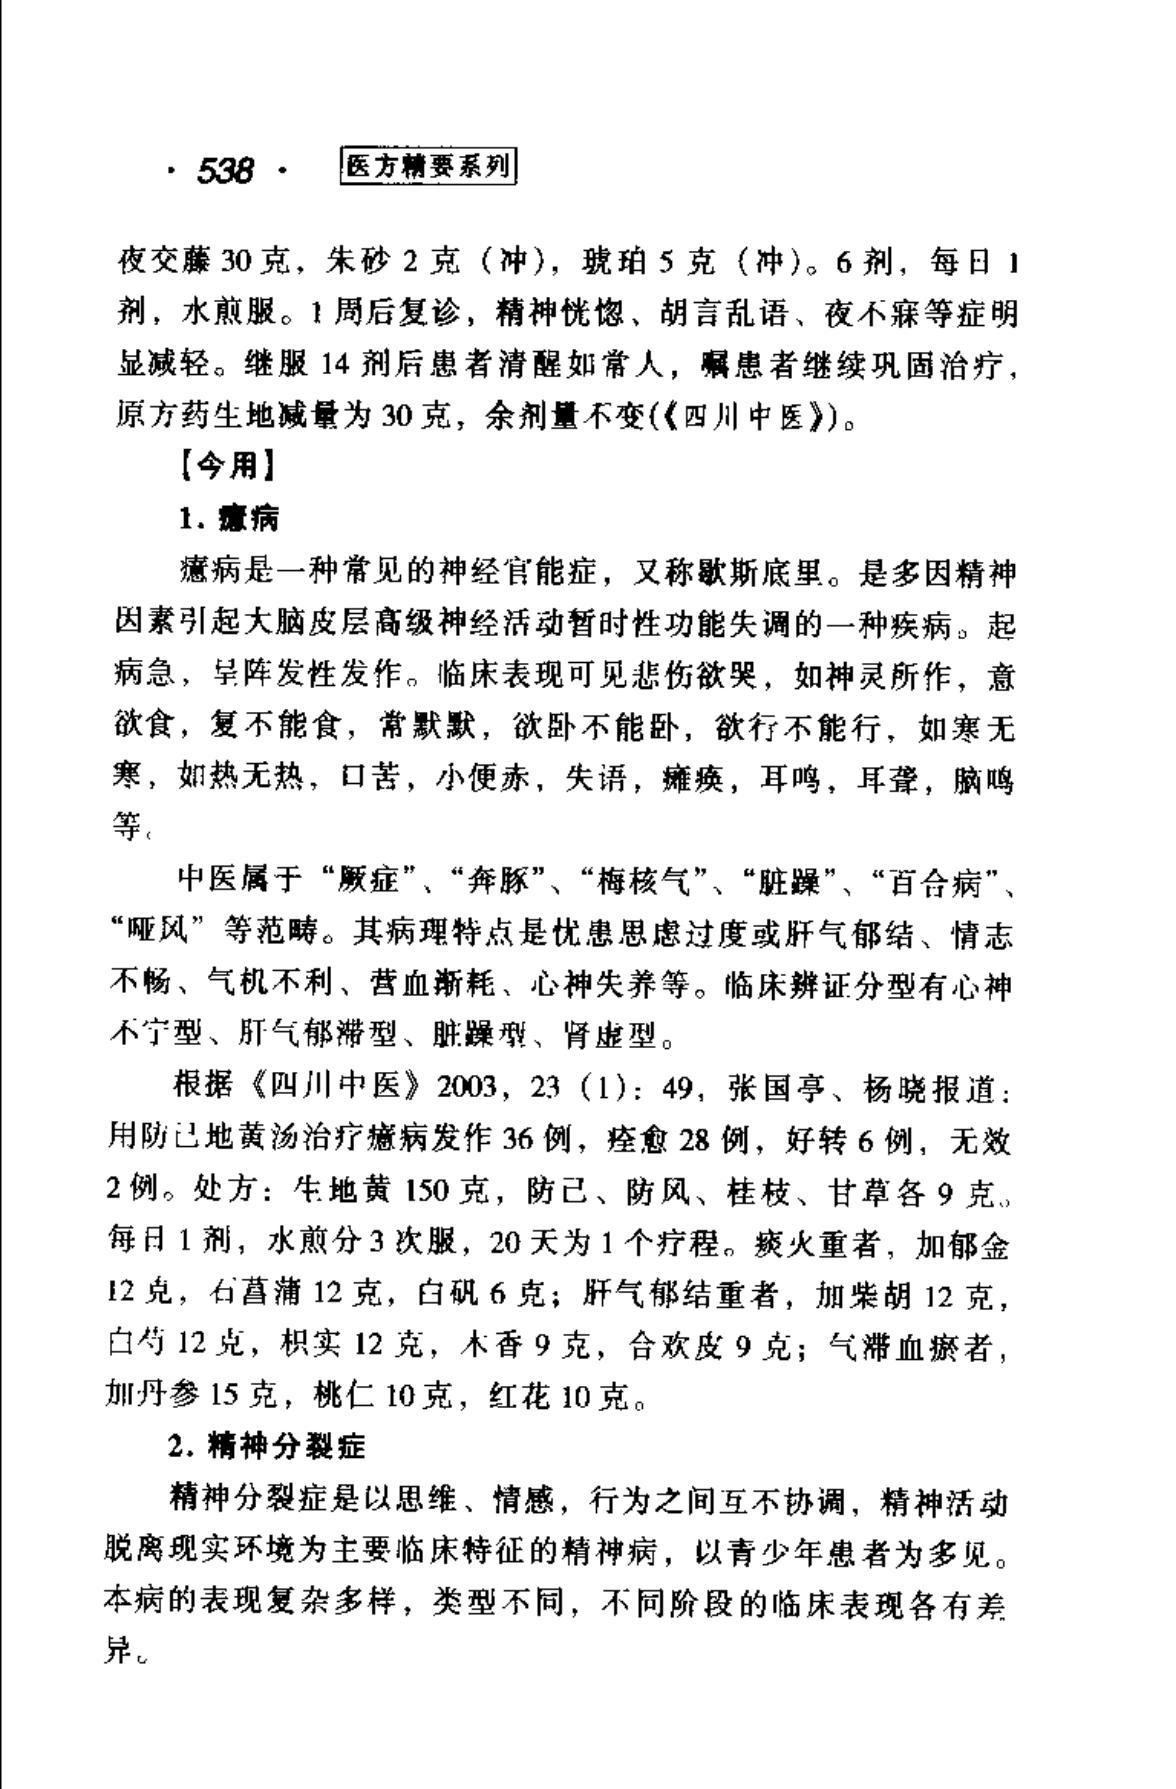 · 538 · 医方精要系列
夜交藤 30 克，朱砂 2 克（冲），琥珀 5 克（冲）。6 剂，每日 1
剂，水煎服。1 周后复诊，精神恍惚、胡言乱语、夜不寐等症明
显减轻。继服 14 剂后患者清醒如常人，嘱患者继续巩固治疗，
原方药生地减量为 30 克，余剂量不变(《四川中医》)。
【今用】
1. 癔病
癔病是一种常见的神经官能症，又称歇斯底里。是多因精神
因素引起大脑皮层高级神经活动暂时性功能失调的一种疾病。起
病急，呈阵发性发作。临床表现可见悲伤欲哭，如神灵所作，意
欲食，复不能食，常默默，欲卧不能卧，欲行不能行，如寒无
寒，如热无热，口苦，小便赤，失语，瘫痪，耳鸣，耳聋，脑鸣
等。
中医属于“厥症”、“奔豚”、“梅核气”、“脏躁”、“百合病”、
“哑风”等范畴。其病理特点是忧患思虑过度或肝气郁结、情志
不畅、气机不利、营血渐耗、心神失养等。临床辨证分型有心神
不宁型、肝气郁滞型、脏躁型、肾虚型。
根据《四川中医》2003，23（1）：49，张国亭、杨晓报道：
用防己地黄汤治疗癔病发作 36 例，痊愈 28 例，好转 6 例，无效
2 例。处方：生地黄 150 克，防己、防风、桂枝、甘草各 9 克。
每日 1 剂，水煎分 3 次服，20 天为 1 个疗程。痰火重者，加郁金
12 克，石菖蒲 12 克，白矾 6 克；肝气郁结重者，加柴胡 12 克，
白芍 12 克，枳实 12 克，木香 9 克，合欢皮 9 克；气滞血瘀者，
加丹参 15 克，桃仁 10 克，红花 10 克。
2. 精神分裂症
精神分裂症是以思维、情感，行为之间互不协调，精神活动
脱离现实环境为主要临床特征的精神病，以青少年患者为多见。
本病的表现复杂多样，类型不同，不同阶段的临床表现各有差
异。